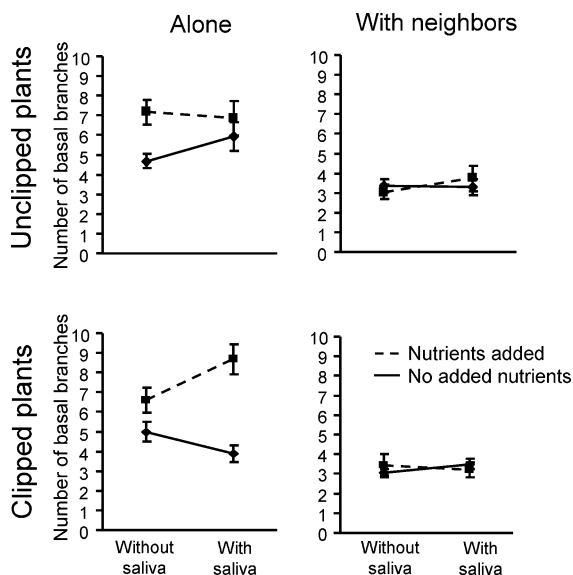 Alone
With neighbors
Unclipped plants
Number of basal branches
10
9
8
7
6
5
4
3
2
1
0
10
9
8
7
6
5
4
3
2
1
0
Clipped plants
Number of basal branches
10
9
8
7
6
5
4
3
2
1
0
10
9
8
7
6
5
4
3
2
1
0
Nutrients added
No added nutrients
Without
saliva
With
saliva
Without
saliva
With
saliva